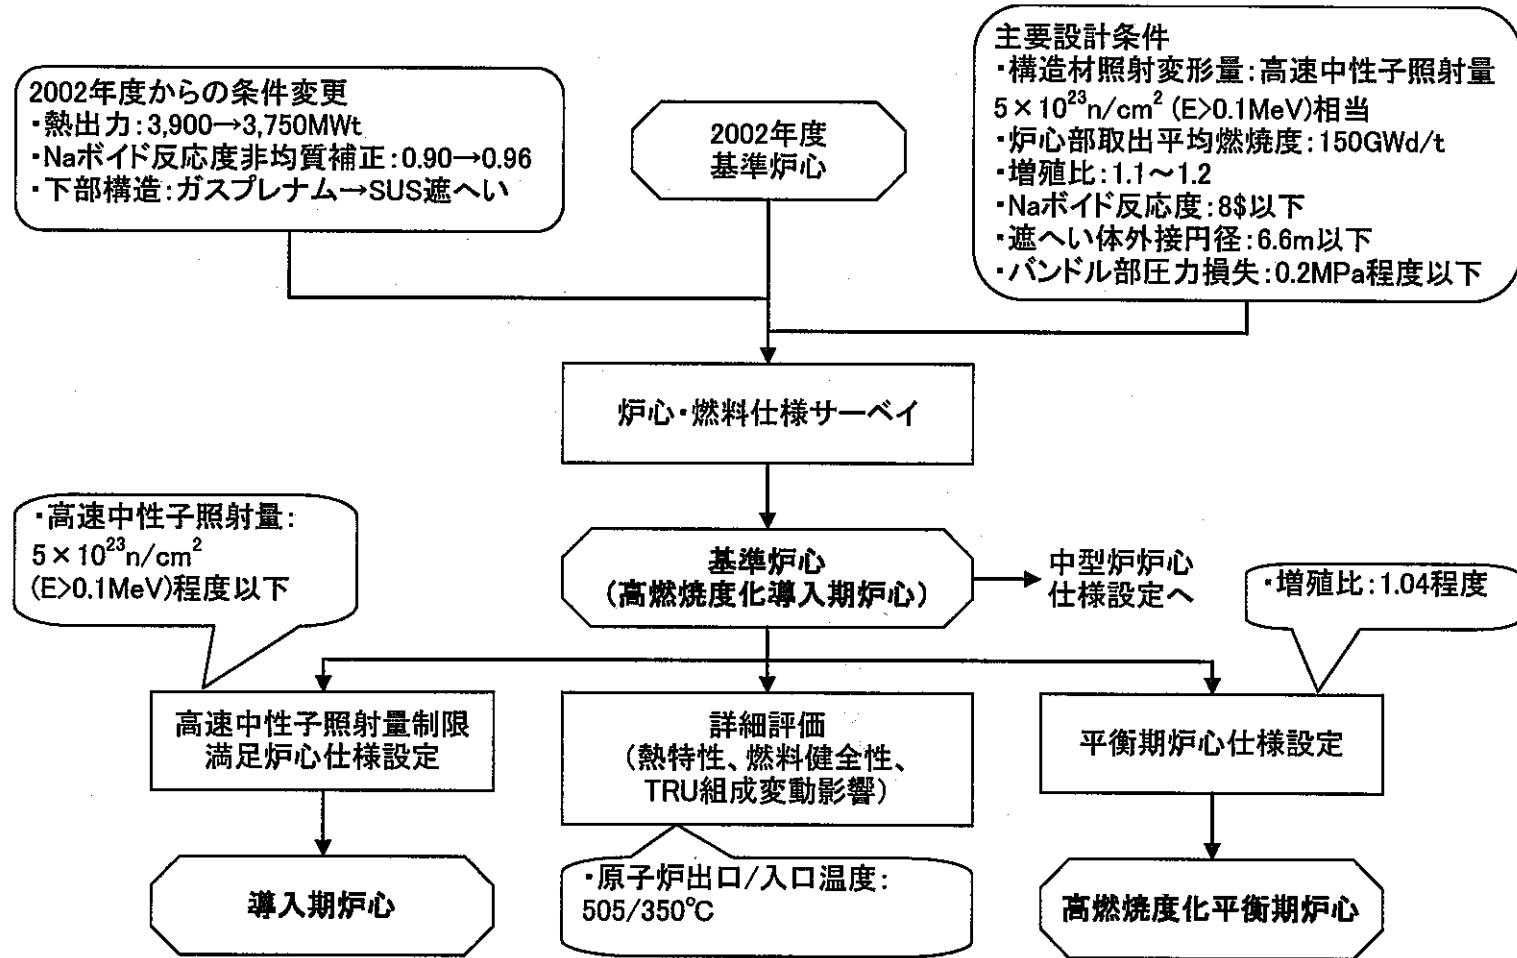 2002年度からの条件変更
・熱出力:3,900→3,750MWt
・Naボイド反応度非均質補正:0.90→0.96
・下部構造:ガスプレナム→SUS遮へい
2002年度
基準炉心
主要設計条件
・構造材照射変形量:高速中性子照射量
5×10²³n/cm² (E>0.1MeV)相当
・炉心部取出平均燃焼度:150GWd/t
・増殖比:1.1~1.2
・Naボイド反応度:8$以下
・遮へい体外接円径:6.6m以下
・バンドル部圧力損失:0.2MPa程度以下
炉心・燃料仕様サーベイ
・高速中性子照射量:
5×10²³n/cm²
(E>0.1MeV)程度以下
基準炉心
(高燃焼度化導入期炉心)
中型炉炉心
仕様設定へ
・増殖比:1.04程度
高速中性子照射量制限
満足炉心仕様設定
詳細評価
(熱特性、燃料健全性、
TRU組成変動影響)
平衡期炉心仕様設定
導入期炉心
・原子炉出口/入口温度:
505/350℃
高燃焼度化平衡期炉心